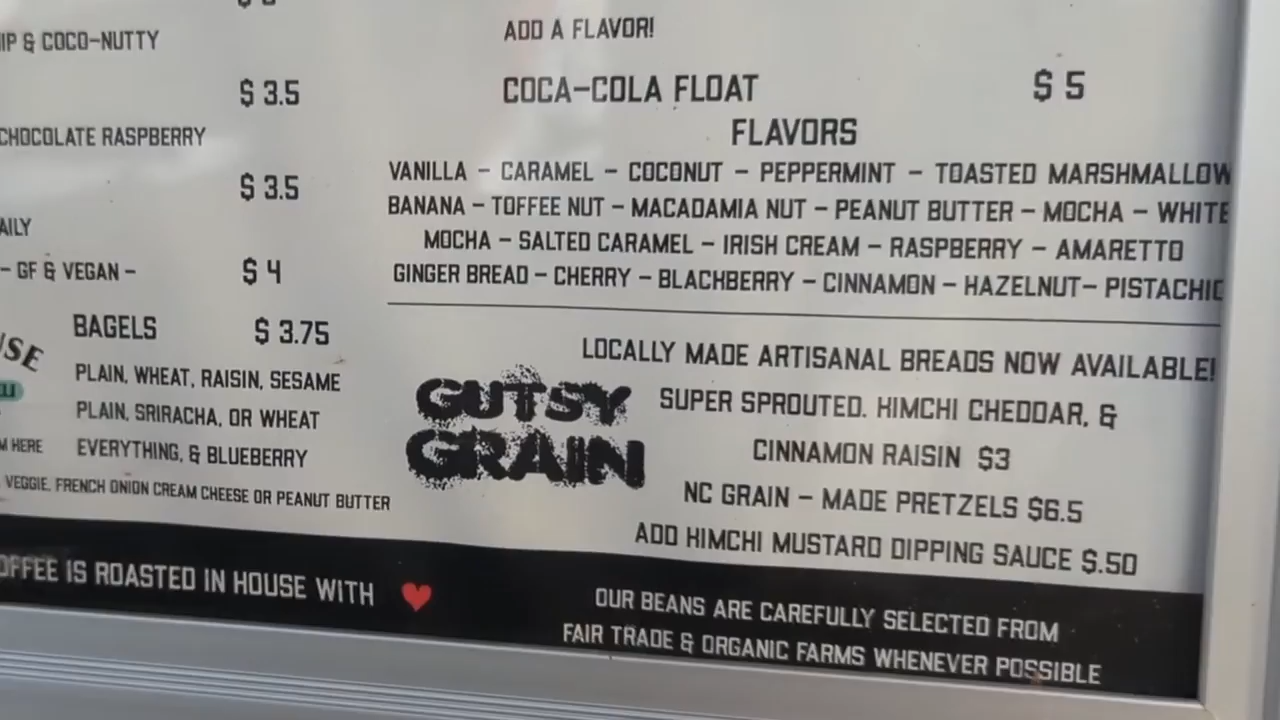 IP & COCO-NUTTY
$ 3.5
CHOCOLATE RASPBERRY
$ 3.5
AILY
- GF & VEGAN - $ 4
BAGELS $ 3.75
USE
PLAIN, WHEAT, RAISIN, SESAME
PLAIN, SRIRACHA, OR WHEAT
M HERE
EVERYTHING, & BLUEBERRY
VEGGIE, FRENCH ONION CREAM CHEESE OR PEANUT BUTTER
ADD A FLAVOR!
COCA-COLA FLOAT $ 5
FLAVORS
VANILLA - CARAMEL - COCONUT - PEPPERMINT - TOASTED MARSHMALLOW
BANANA - TOFFEE NUT - MACADAMIA NUT - PEANUT BUTTER - MOCHA - WHITE
MOCHA - SALTED CARAMEL - IRISH CREAM - RASPBERRY - AMARETTO
GINGER BREAD - CHERRY - BLACHBERRY - CINNAMON - HAZELNUT- PISTACHIO
LOCALLY MADE ARTISANAL BREADS NOW AVAILABLE!
GUTSY
GRAIN
SUPER SPROUTED. HIMCHI CHEDDAR, &
CINNAMON RAISIN $3
NC GRAIN - MADE PRETZELS $6.5
ADD HIMCHI MUSTARD DIPPING SAUCE $.50
OFFEE IS ROASTED IN HOUSE WITH
OUR BEANS ARE CAREFULLY SELECTED FROM
FAIR TRADE & ORGANIC FARMS WHENEVER POSSIBLE